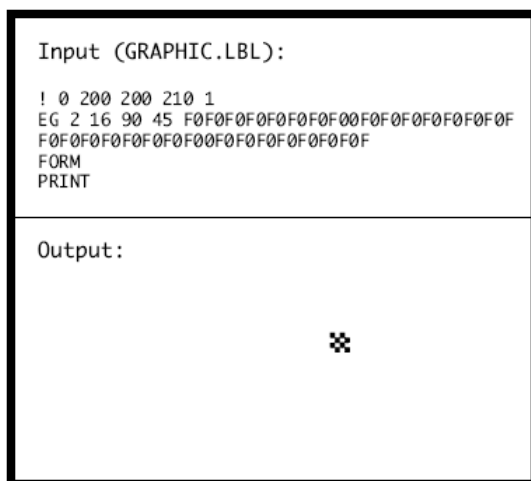 Input (GRAPHIC.LBL):
! 0 200 200 210 1
EG 2 16 90 45 F0F0F0F0F0F0F0F00F0F0F0F0F0F0F0F
F0F0F0F0F0F0F0F00F0F0F0F0F0F0F0F
FORM
PRINT
Output: